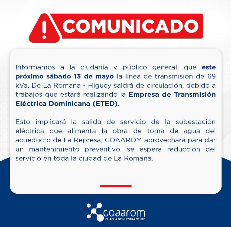 COMUNICADO
Informamos a la ciudanía y público general, que este
próximo sábado 13 de mayo la línea de transmisión de 69
kVa. De La Romana - Higuey saldrá de circulación, debido a
trabajos que estará realizando la Empresa de Transmisión
Eléctrica Dominicana (ETED).
Esto implicará la salida de servicio de la subestación
eléctrica que alimenta la obra de toma de agua del
acueducto de La Represa, COAAROM aprovechará para dar
un mantenimiento preventivo, se espera reducción del
servicio en toda la ciudad de La Romana.
coaarom